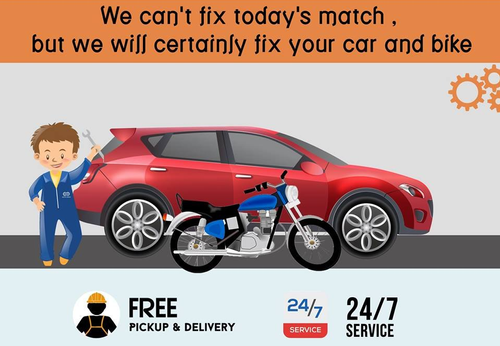 We can't fix today's match ,
but we will certainly fix your car and bike
FREE
PICKUP & DELIVERY
24/7
SERVICE
24/7
SERVICE